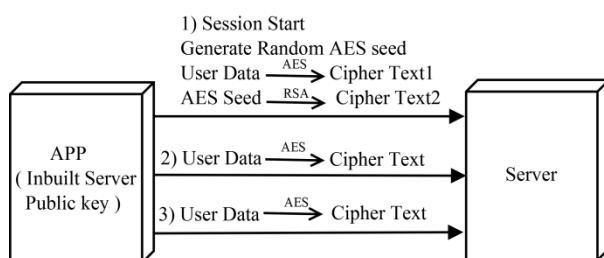 1) Session Start
Generate Random AES seed
User Data AES Cipher Text1
AES Seed RSA Cipher Text2
APP
( Inbuilt Server
Public key )
2) User Data AES Cipher Text
3) User Data AES Cipher Text
Server